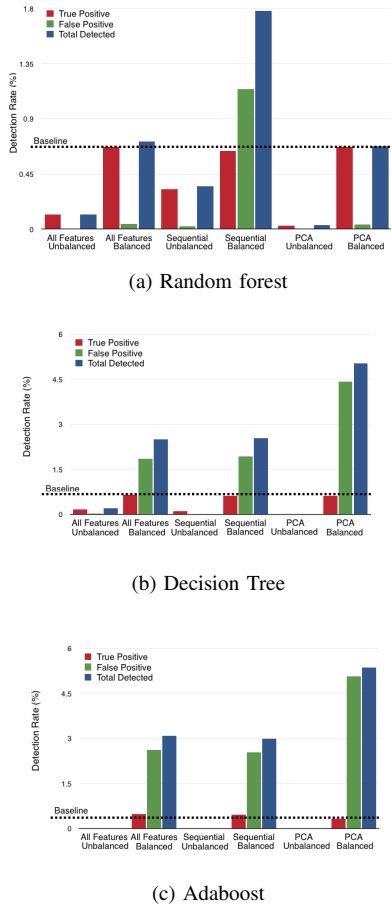 1.8
True Positive
False Positive
Total Detected
1.35
Detection Rate (%)
0.9
Baseline
0.45
0
All Features Unbalanced
All Features Balanced
Sequential Unbalanced
Sequential Balanced
PCA Unbalanced
PCA Balanced
(a) Random forest
6
True Positive
False Positive
Total Detected
4.5
Detection Rate (%)
3
1.5
Baseline
0
All Features Unbalanced
All Features Balanced
Sequential Unbalanced
Sequential Balanced
PCA Unbalanced
PCA Balanced
(b) Decision Tree
6
True Positive
False Positive
Total Detected
4.5
Detection Rate (%)
3
1.5
Baseline
0
All Features Unbalanced
All Features Balanced
Sequential Unbalanced
Sequential Balanced
PCA Unbalanced
PCA Balanced
(c) Adaboost